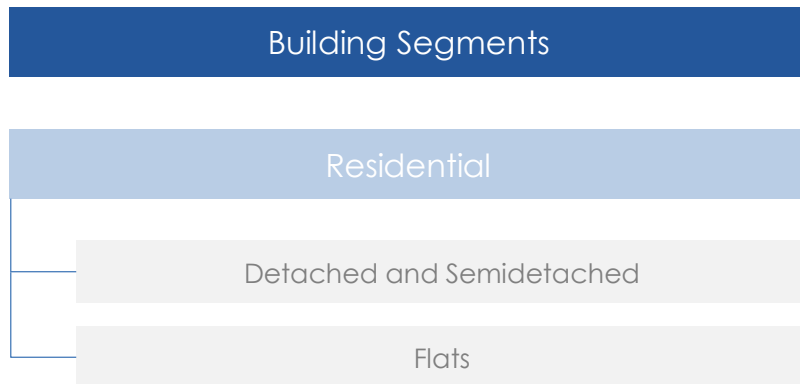 Building Segments
Residential
Detached and Semidetached
Flats